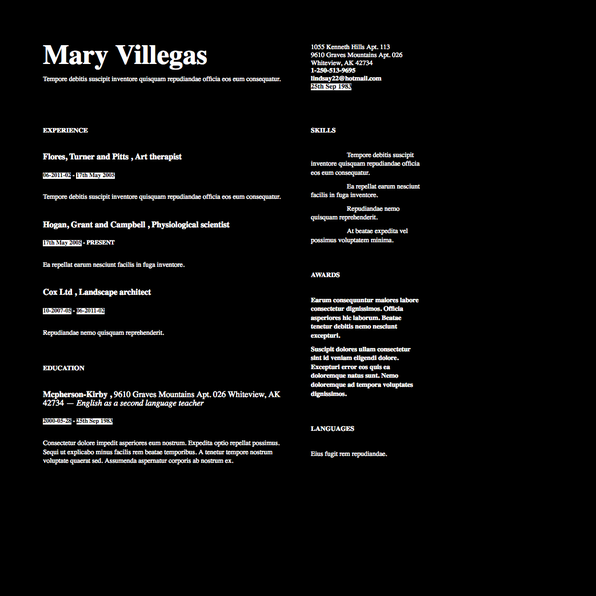 Mary Villegas
Tempore debitis suscipit inventore quisquam repudiandae officia eos eum consequatur.
1055 Kenneth Hills Apt. 113
9610 Graves Mountains Apt. 026
Whiteview, AK 42734
1-250-513-9695
lindsay22@hotmail.com
25th Sep 1983
EXPERIENCE
Flores, Turner and Pitts , Art therapist
06-2011-02 - 17th May 2005
Tempore debitis suscipit inventore quisquam repudiandae officia eos eum consequatur.
Hogan, Grant and Campbell , Physiological scientist
17th May 2005 - PRESENT
Ea repellat earum nesciunt facilis in fuga inventore.
Cox Ltd , Landscape architect
10-2007-02 - 06-2011-02
Repudiandae nemo quisquam reprehenderit.
EDUCATION
Mcpherson-Kirby , 9610 Graves Mountains Apt. 026 Whiteview, AK
42734 — English as a second language teacher
2000-05-28 - 25th Sep 1983
Consectetur dolore impedit asperiores eum nostrum. Expedita optio repellat possimus.
Sequi ut explicabo minus facilis rem beatae temporibus. A tenetur tempore nostrum
voluptate quaerat sed. Assumenda aspernatur corporis ab nostrum ex.
SKILLS
Tempore debitis suscipit
inventore quisquam repudiandae officia
eos eum consequatur.
Ea repellat earum nesciunt
facilis in fuga inventore.
Repudiandae nemo
quisquam reprehenderit.
At beatae expedita vel
possimus voluptatem minima.
AWARDS
Earum consequuntur maiores labore
consectetur dignissimos. Officia
asperiores hic laborum. Beatae
tenetur debitis nemo nesciunt
excepturi.
Suscipit dolores ullam consectetur
sint id veniam eligendi dolore.
Excepturi error eos quis ea
doloremque natus sunt. Nemo
doloremque ad tempora voluptates
dignissimos.
LANGUAGES
Eius fugit rem repudiandae.